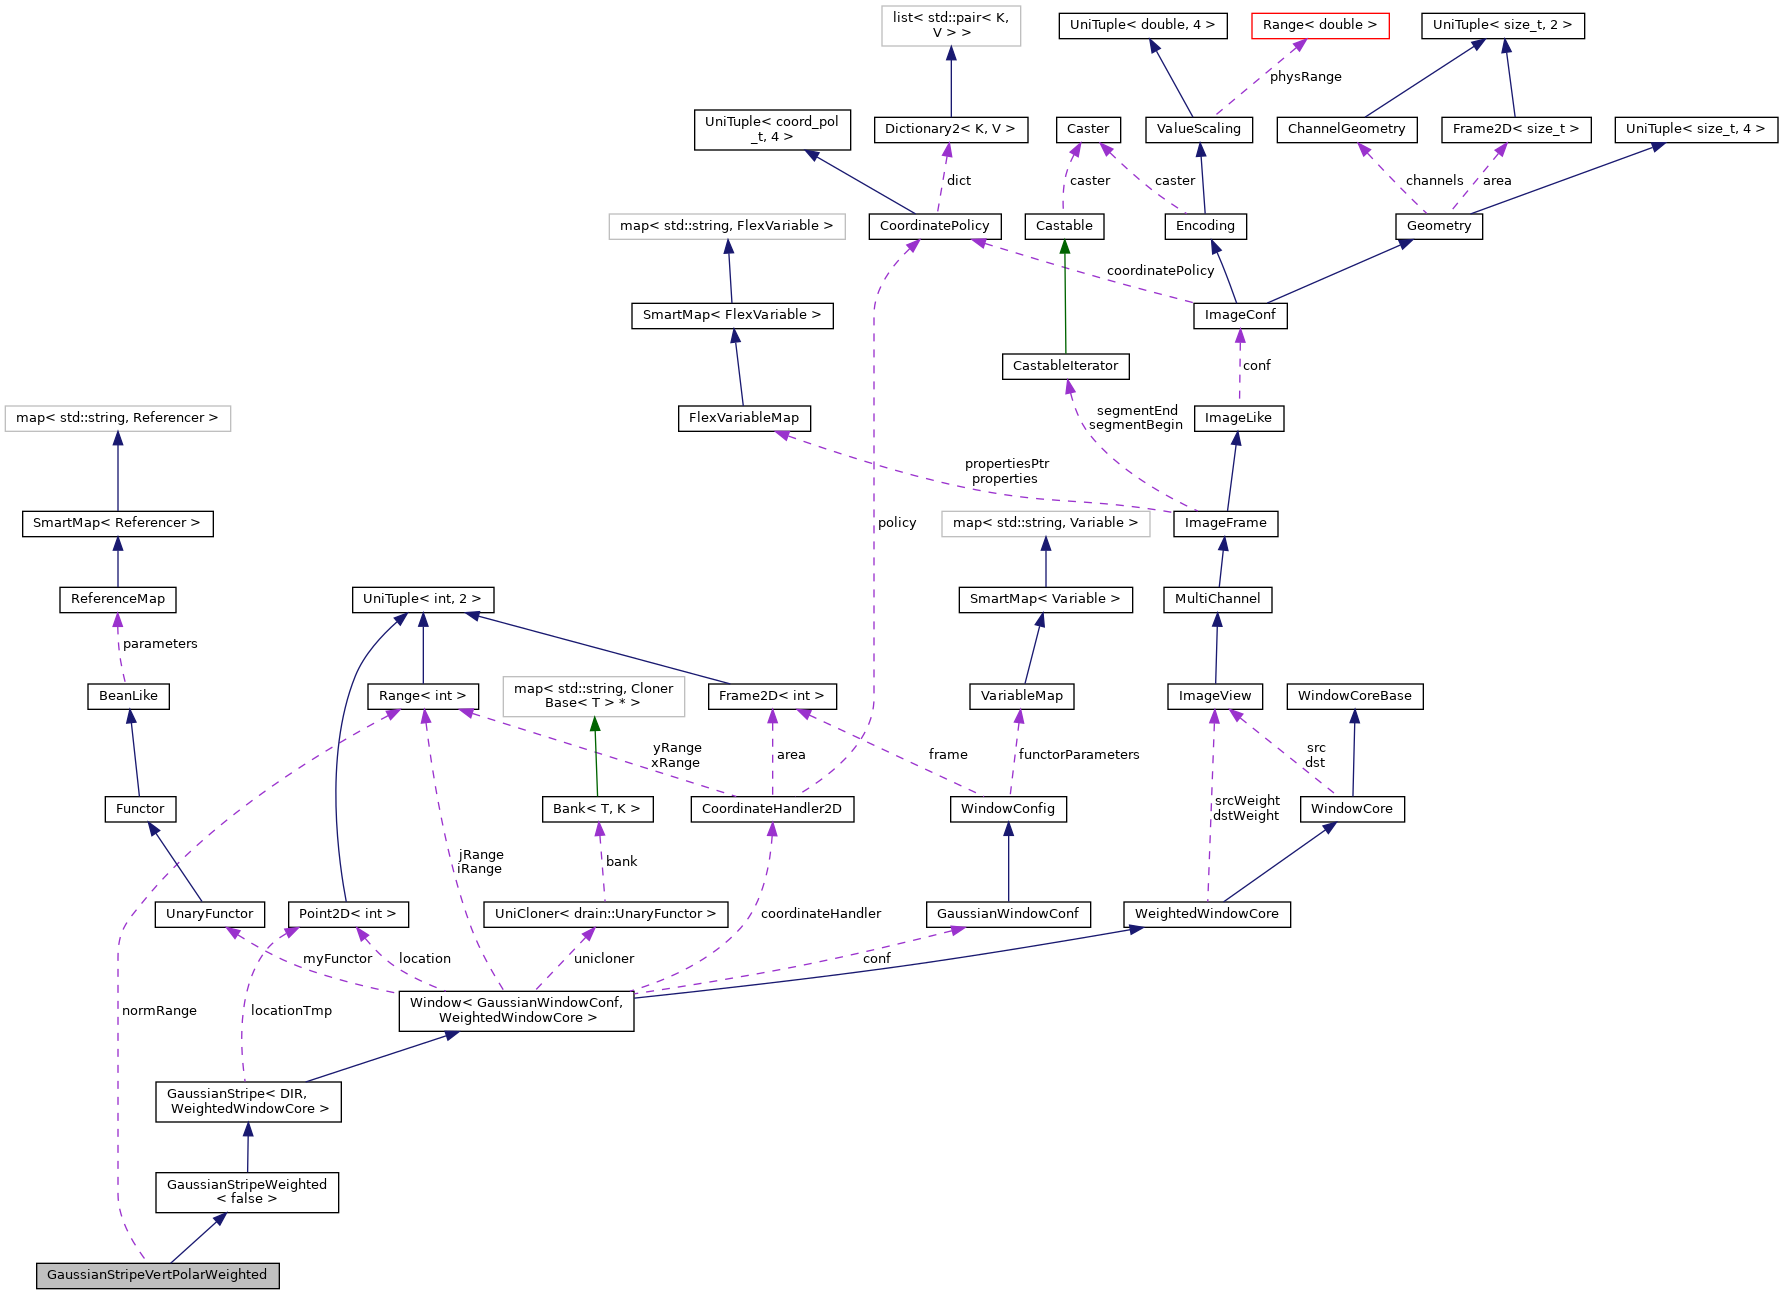 list< std::pair< K,
V > >
UniTuple< double, 4 >
Range< double >
UniTuple< size_t, 2 >
physRange
UniTuple< coord_pol
_t, 4 >
Dictionary2< K, V >
Caster
ValueScaling
ChannelGeometry
Frame2D< size_t >
UniTuple< size_t, 4 >
dict
caster
caster
channels
area
map< std::string, FlexVariable >
CoordinatePolicy
Castable
Encoding
Geometry
coordinatePolicy
SmartMap< FlexVariable >
ImageConf
CastableIterator
conf
map< std::string, Referencer >
FlexVariableMap
segmentEnd
segmentBegin
ImageLike
propertiesPtr
properties
SmartMap< Referencer >
policy
map< std::string, Variable >
ImageFrame
ReferenceMap
UniTuple< int, 2 >
SmartMap< Variable >
MultiChannel
parameters
BeanLike
Range< int >
map< std::string, Cloner
Base< T > * >
Frame2D< int >
VariableMap
ImageView
WindowCoreBase
yRange
xRange
area
frame
functorParameters
src
dst
Functor
Bank< T, K >
CoordinateHandler2D
WindowConfig
srcWeight
dstWeight
WindowCore
jRange
iRange
bank
UnaryFunctor
Point2D< int >
UniCloner< drain::UnaryFunctor >
coordinateHandler
GaussianWindowConf
WeightedWindowCore
myFunctor
location
unicloner
conf
normRange
locationTmp
Window< GaussianWindowConf,
WeightedWindowCore >
GaussianStripe< DIR,
WeightedWindowCore >
GaussianStripeWeighted
< false >
GaussianStripeVertPolarWeighted